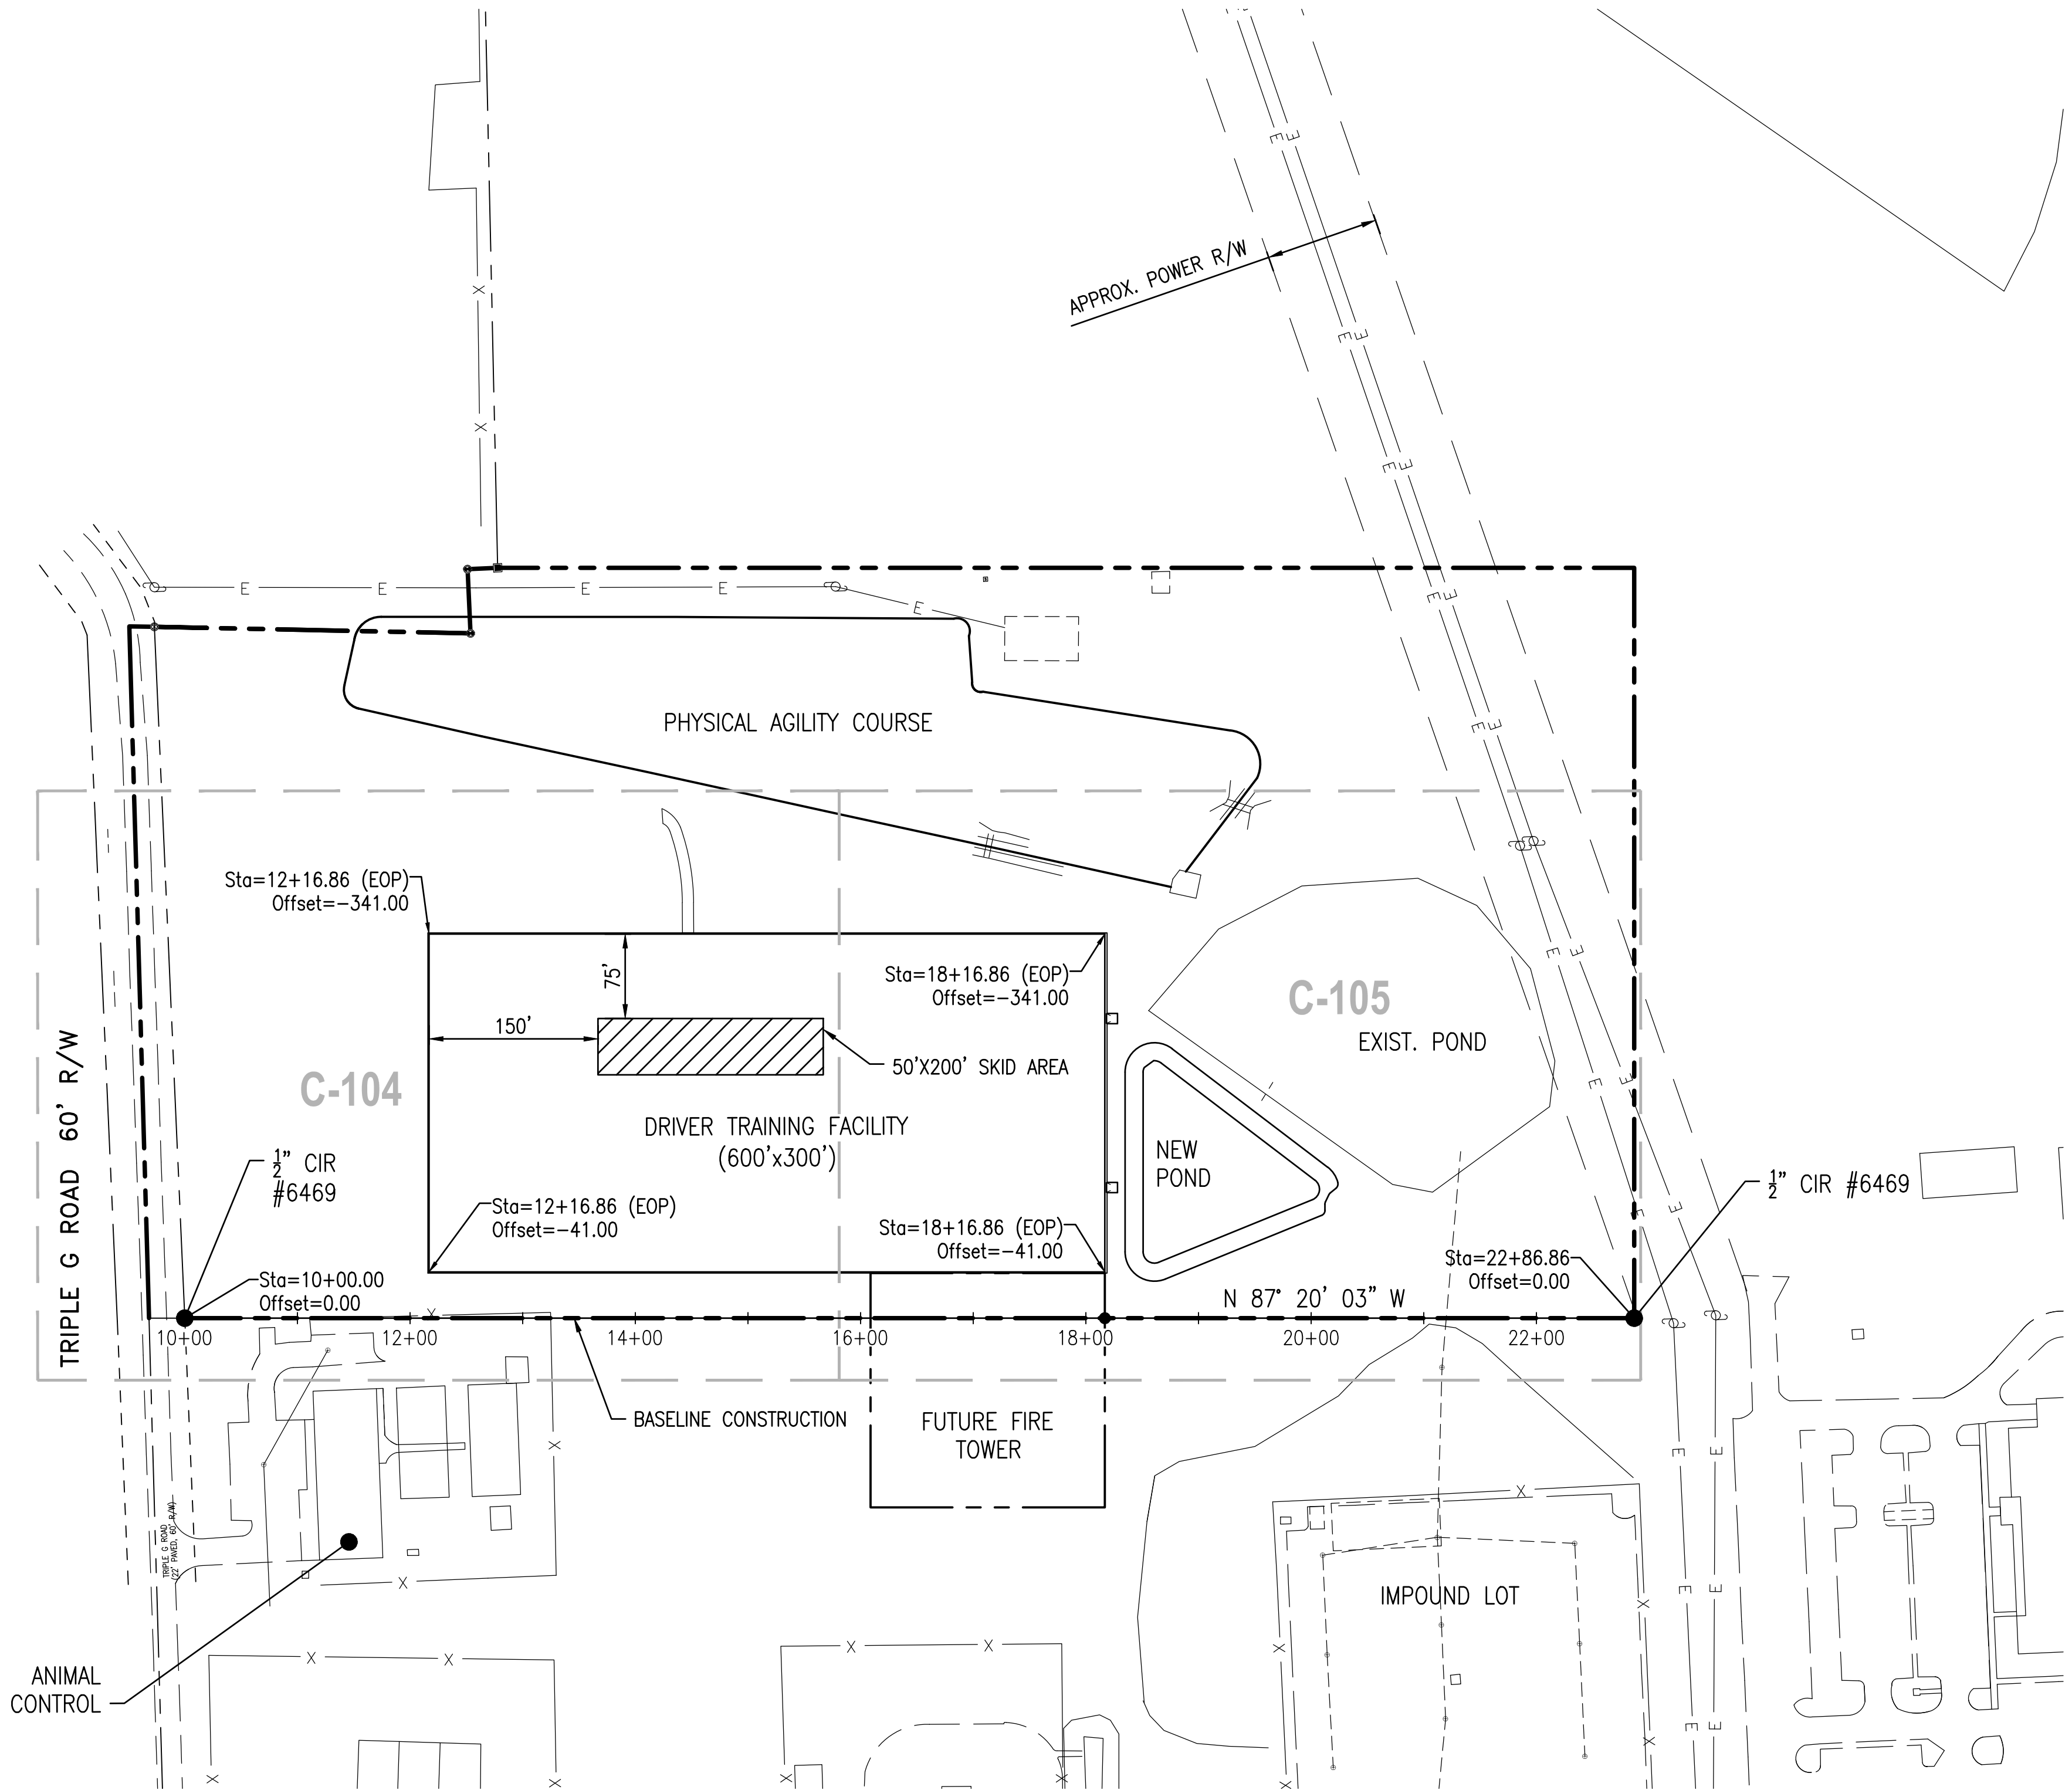 APPROX. POWER R/W
E
E
E
E
E
E
E
E
E
E
E
E
E
X
X
PHYSICAL AGILITY COURSE
Sta=12+16.86 (EOP)
Offset=-341.00
75'
150'
Sta=18+16.86 (EOP)
Offset=-341.00
50'X200' SKID AREA
C-104
C-105
EXIST. POND
TRIPLE G ROAD 60' R/W
DRIVER TRAINING FACILITY
(600'x300')
NEW
POND
½" CIR
#6469
½" CIR #6469
Sta=12+16.86 (EOP)
Offset=-41.00
Sta=18+16.86 (EOP)
Offset=-41.00
Sta=22+86.86
Offset=0.00
Sta=10+00.00
Offset=0.00
N 87° 20' 03" W
10+00
12+00
14+00
16+00
18+00
20+00
22+00
BASELINE CONSTRUCTION
FUTURE FIRE
TOWER
TRIPLE G ROAD
(22' PAVED, 60' R/W)
IMPOUND LOT
ANIMAL
CONTROL
X
X
X
X
X
X
X
X
X
X